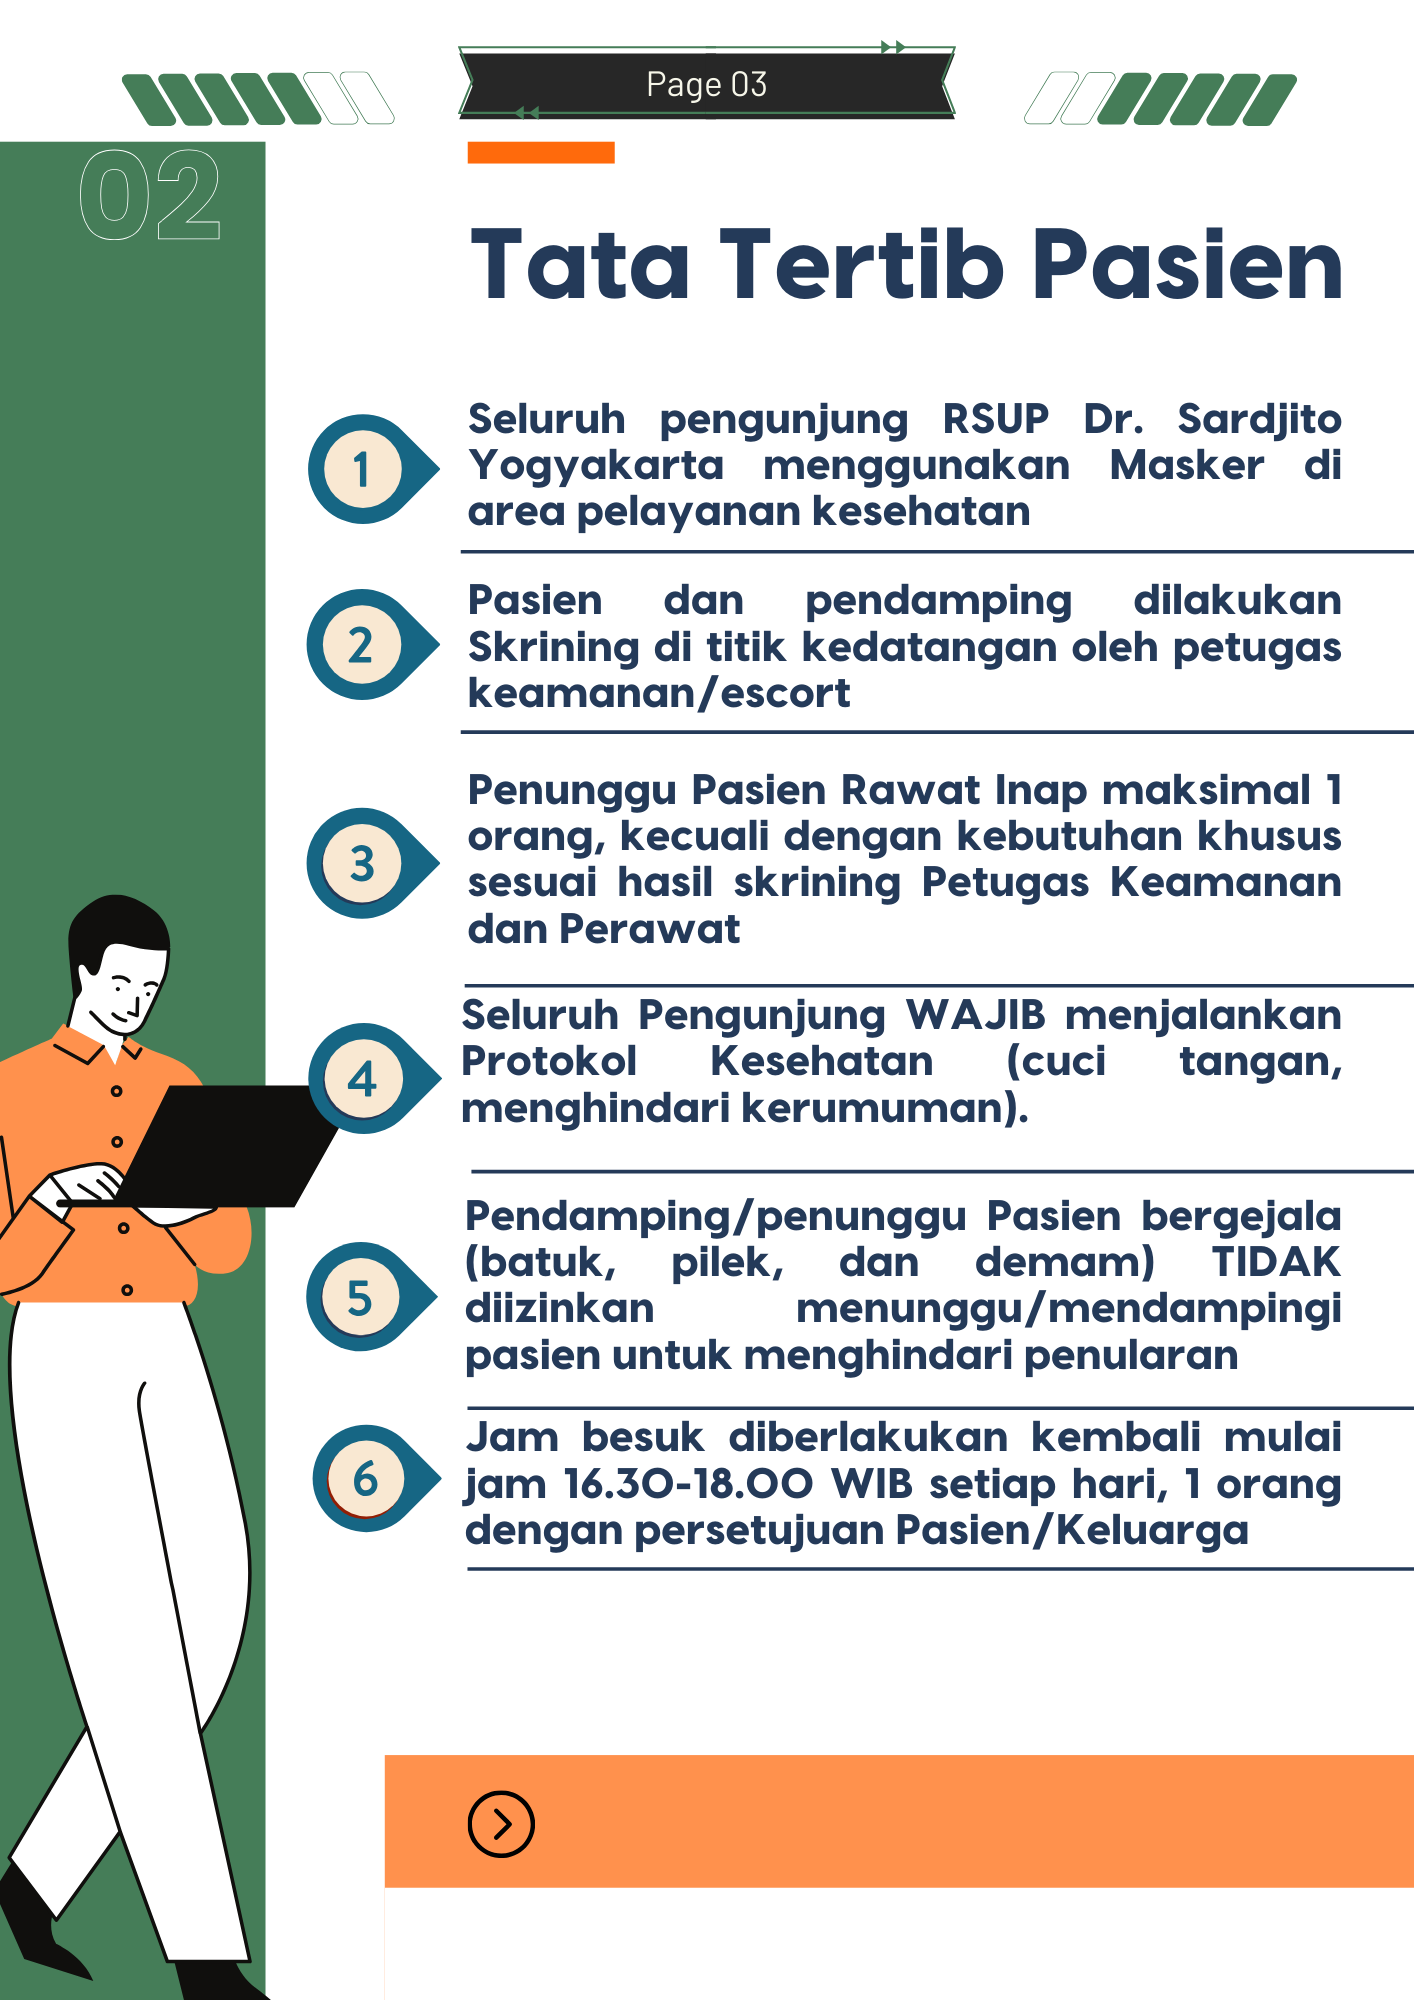 Page 03
02
Tata Tertib Pasien
1
Seluruh pengunjung RSUP Dr. Sardjito
Yogyakarta menggunakan Masker di
area pelayanan kesehatan
2
Pasien dan pendamping dilakukan
Skrining di titik kedatangan oleh petugas
keamanan/escort
3
Penunggu Pasien Rawat Inap maksimal 1
orang, kecuali dengan kebutuhan khusus
sesuai hasil skrining Petugas Keamanan
dan Perawat
4
Seluruh Pengunjung WAJIB menjalankan
Protokol Kesehatan (cuci tangan,
menghindari kerumuman).
5
Pendamping/penunggu Pasien bergejala
(batuk, pilek, dan demam) TIDAK
diizinkan menunggu/mendampingi
pasien untuk menghindari penularan
6
Jam besuk diberlakukan kembali mulai
jam 16.30-18.00 WIB setiap hari, 1 orang
dengan persetujuan Pasien/Keluarga